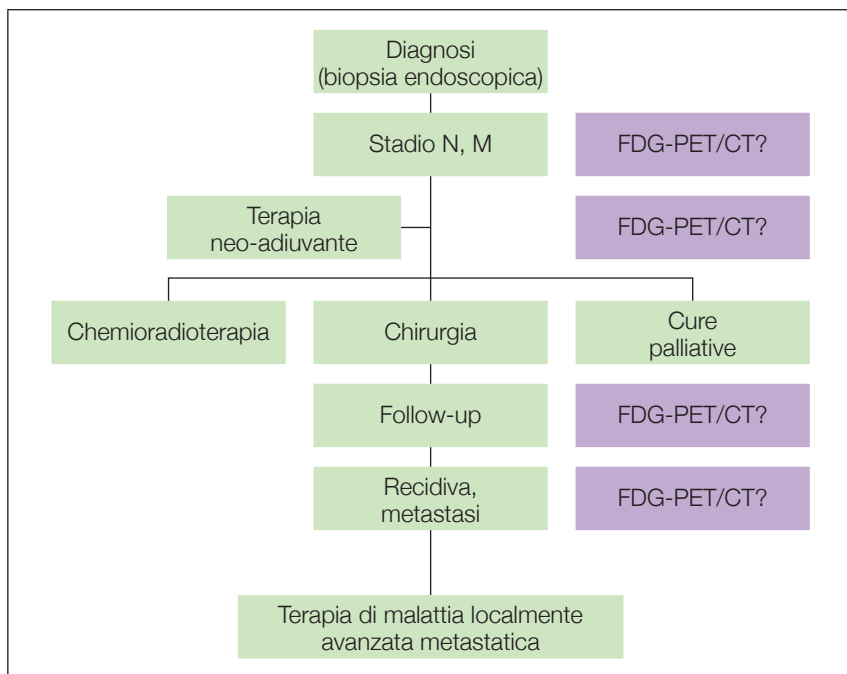 Diagnosi
(biopsia endoscopica)
Stadio N, M
FDG-PET/CT?
Terapia
neo-adiuvante
FDG-PET/CT?
Chemioradioterapia
Chirurgia
Cure
palliative
Follow-up
FDG-PET/CT?
Recidiva,
metastasi
FDG-PET/CT?
Terapia di malattia localmente
avanzata metastatica